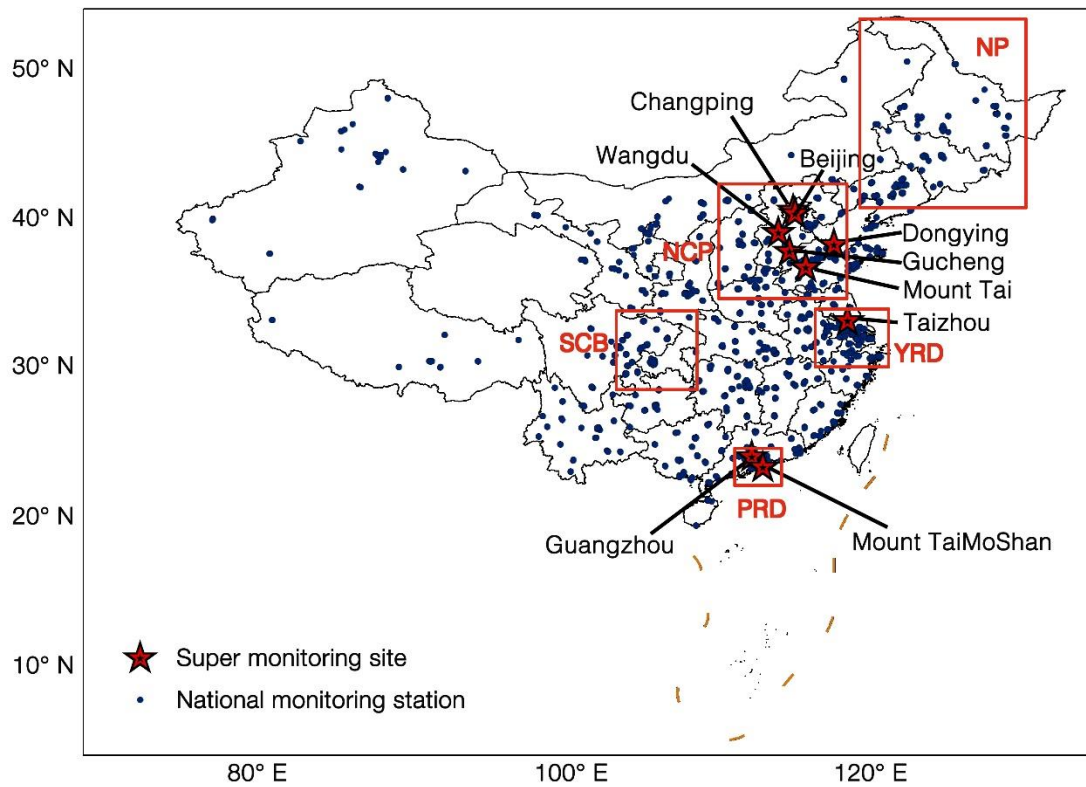 50° N
40° N
30° N
20° N
10° N
80° E
100° E
120° E
NP
Changping
Wangdu
Beijing
NCP
Dongying
Gucheng
Mount Tai
Taizhou
SCB
YRD
PRD
Guangzhou
Mount TaiMoShan
Super monitoring site
National monitoring station